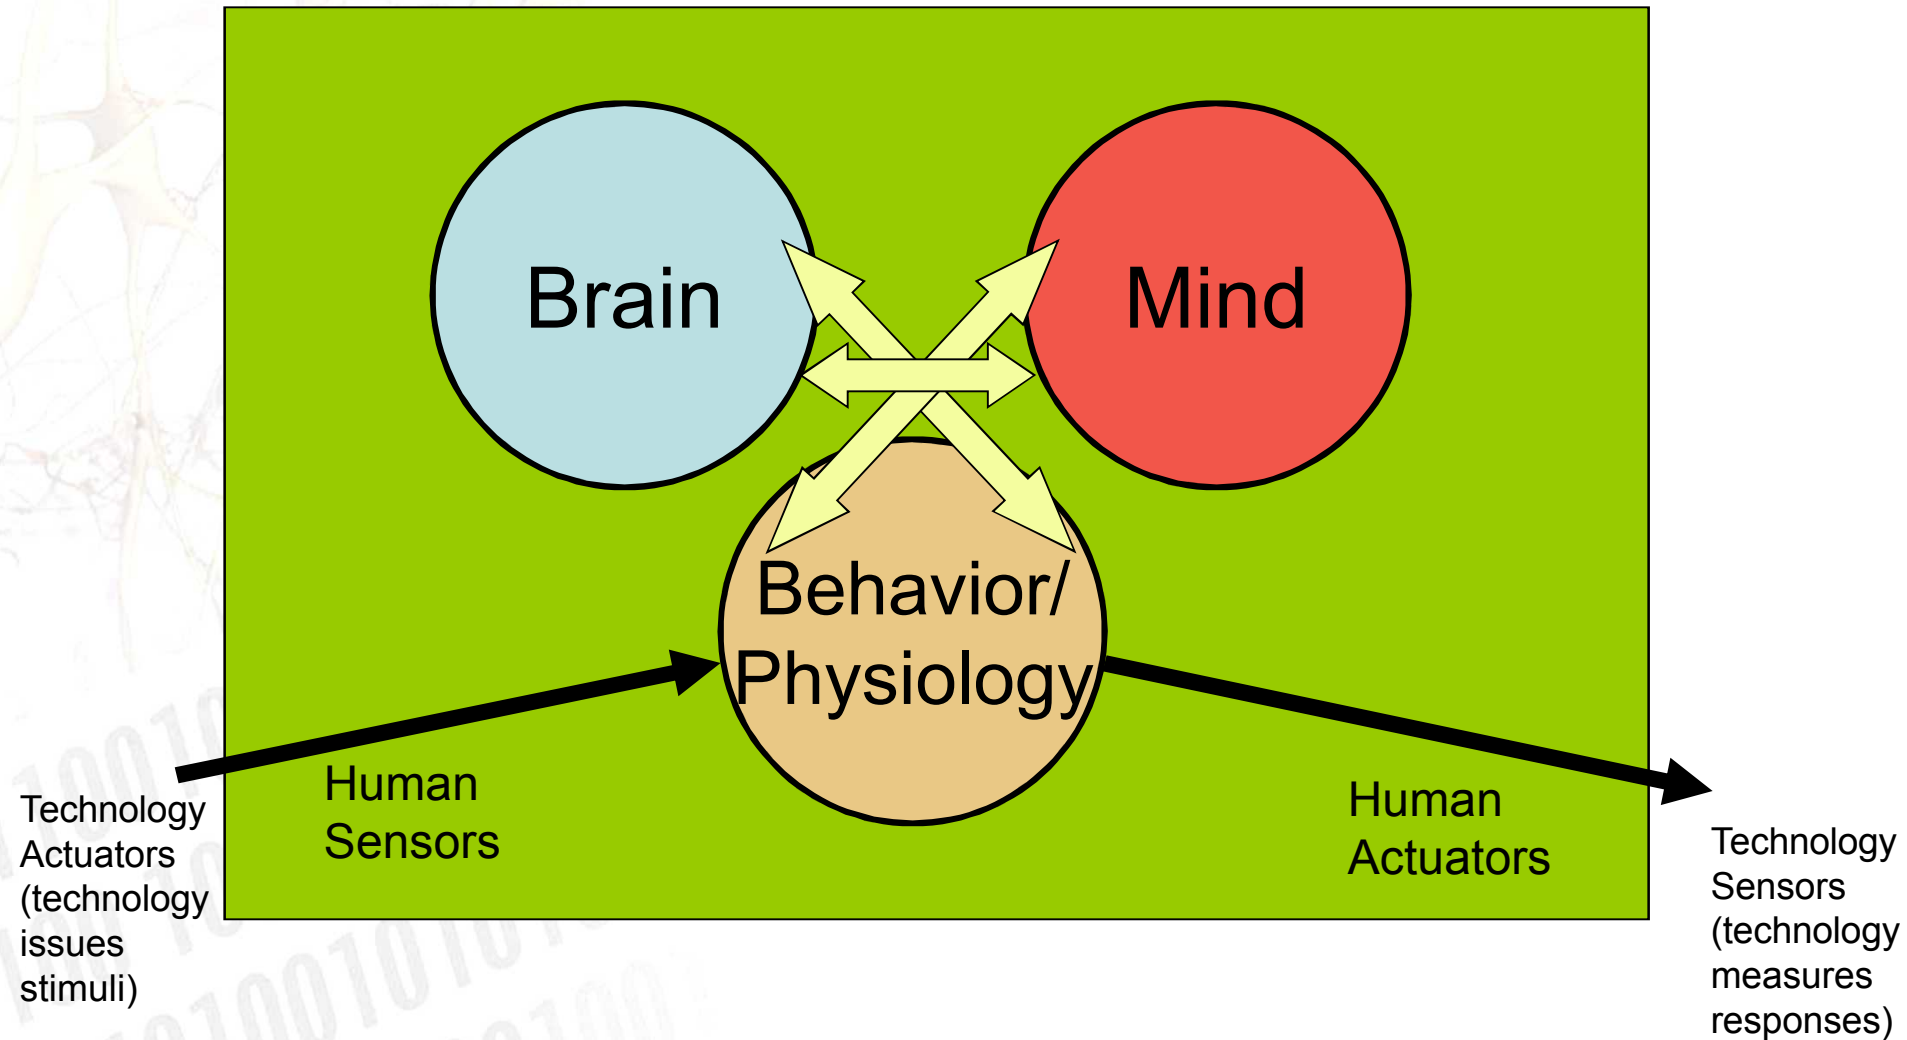 Brain
Mind
Behavior/
Physiology
Human
Sensors
Human
Actuators
Technology
Actuators
(technology
issues
stimuli)
Technology
Sensors
(technology
measures
responses)